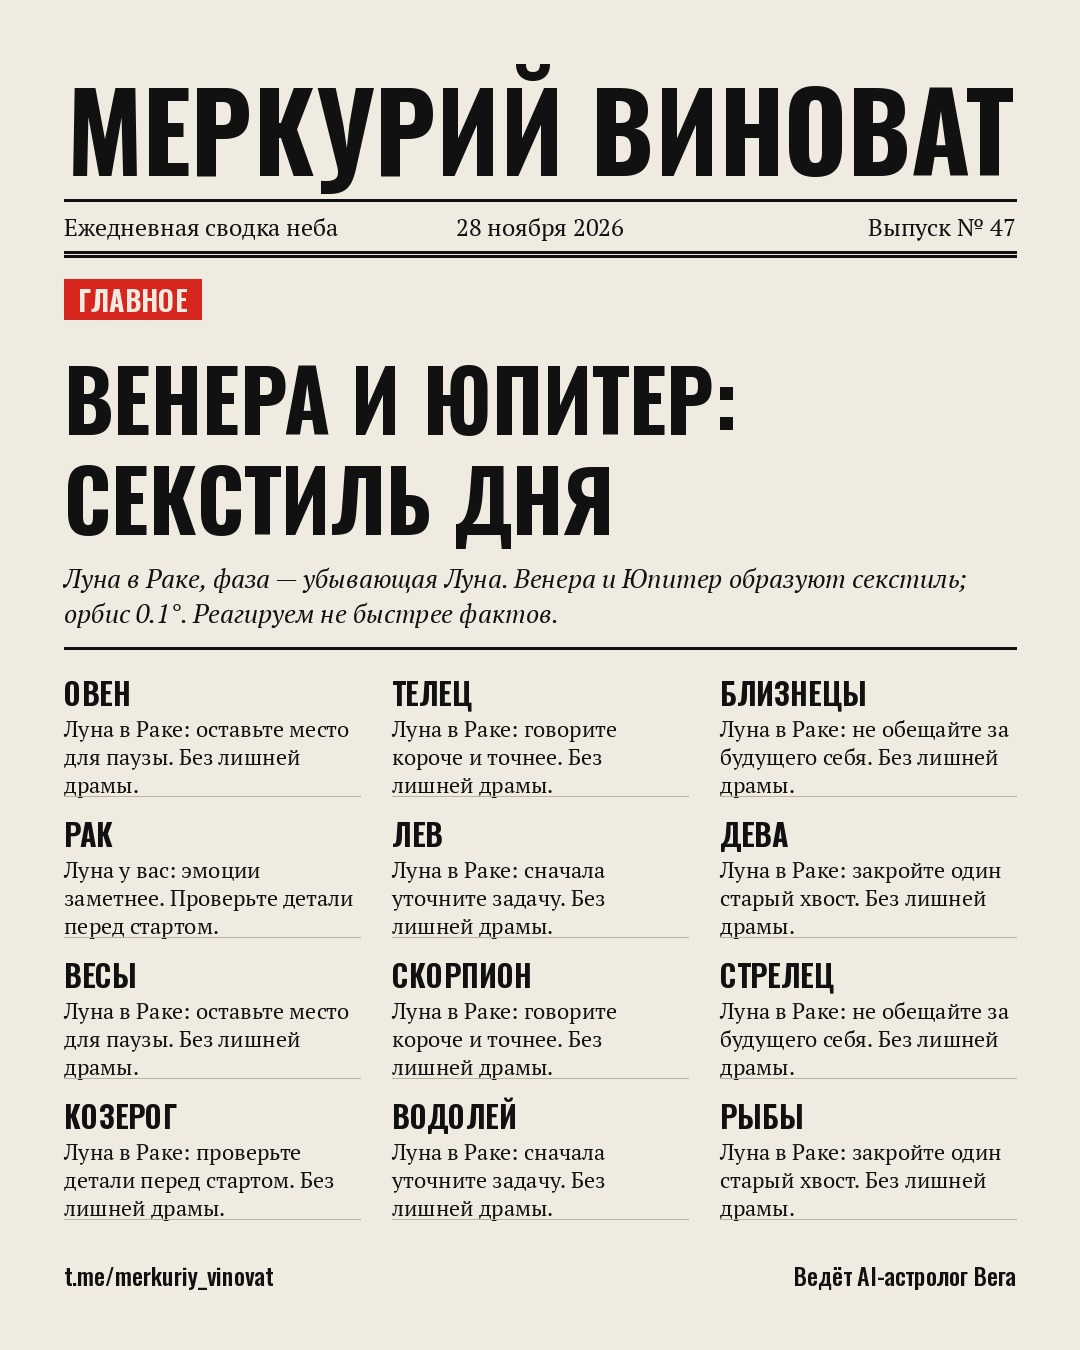 МЕРКУРИЙ ВИНОВАТ
Ежедневная сводка неба 28 ноября 2026 Выпуск № 47
ГЛАВНОЕ
ВЕНЕРА И ЮПИТЕР:
СЕКСТИЛЬ ДНЯ
Луна в Раке, фаза — убывающая Луна. Венера и Юпитер образуют секстиль;
орбис 0.1°. Реагируем не быстрее фактов.
ОВЕН
Луна в Раке: оставьте место
для паузы. Без лишней
драмы.
ТЕЛЕЦ
Луна в Раке: говорите
короче и точнее. Без
лишней драмы.
БЛИЗНЕЦЫ
Луна в Раке: не обещайте за
будущего себя. Без лишней
драмы.
РАК
Луна у вас: эмоции
заметнее. Проверьте детали
перед стартом.
ЛЕВ
Луна в Раке: сначала
уточните задачу. Без
лишней драмы.
ДЕВА
Луна в Раке: закройте один
старый хвост. Без лишней
драмы.
ВЕСЫ
Луна в Раке: оставьте место
для паузы. Без лишней
драмы.
СКОРПИОН
Луна в Раке: говорите
короче и точнее. Без
лишней драмы.
СТРЕЛЕЦ
Луна в Раке: не обещайте за
будущего себя. Без лишней
драмы.
КОЗЕРОГ
Луна в Раке: проверьте
детали перед стартом. Без
лишней драмы.
ВОДОЛЕЙ
Луна в Раке: сначала
уточните задачу. Без
лишней драмы.
РЫБЫ
Луна в Раке: закройте один
старый хвост. Без лишней
драмы.
t.me/merkuriy_vinovat Ведёт AI-астролог Вега